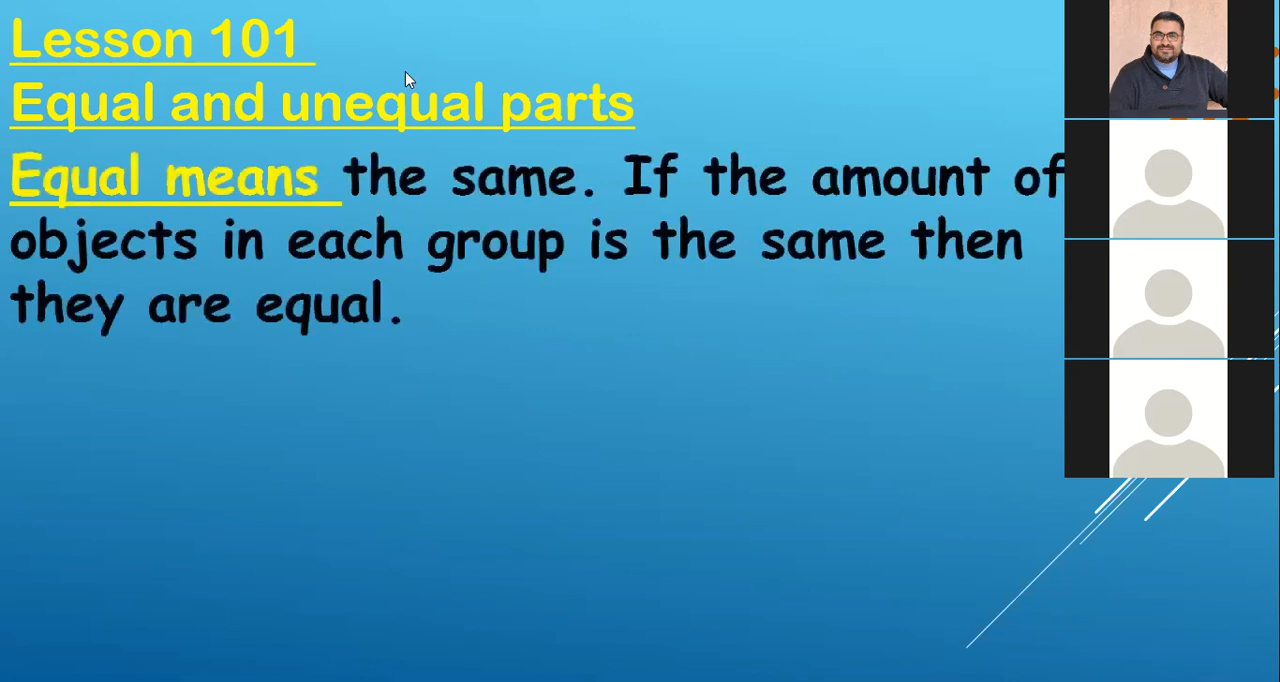 Lesson 101
Equal and unequal parts
Equal means the same. If the amount of
objects in each group is the same then
they are equal.